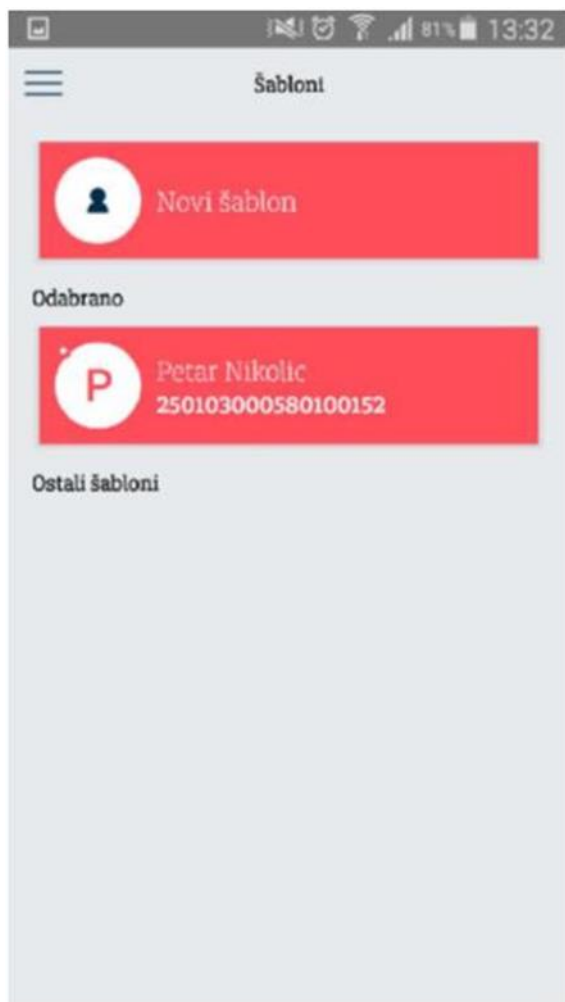 81% 13:32
Šabloni
Novi šablon
Odabrano
P
Petar Nikolic
250103000580100152
Ostali šabloni